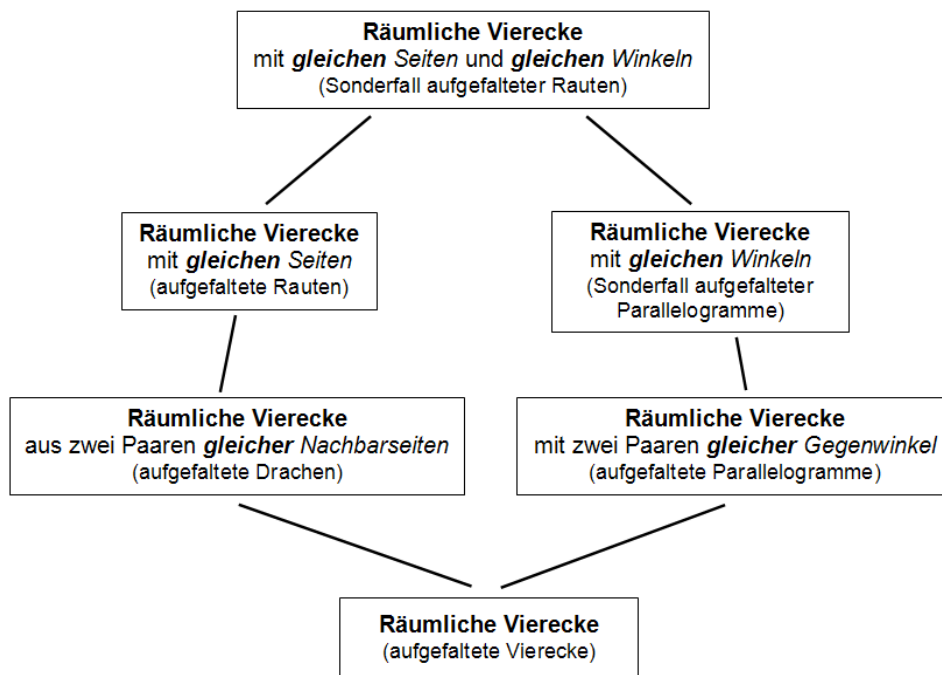 Räumliche Vierecke
mit gleichen Seiten und gleichen Winkeln
(Sonderfall aufgefalteter Rauten)
Räumliche Vierecke
mit gleichen Seiten
(aufgefaltete Rauten)
Räumliche Vierecke
mit gleichen Winkeln
(Sonderfall aufgefalteter
Parallelogramme)
Räumliche Vierecke
aus zwei Paaren gleicher Nachbarseiten
(aufgefaltete Drachen)
Räumliche Vierecke
mit zwei Paaren gleicher Gegenwinkel
(aufgefaltete Parallelogramme)
Räumliche Vierecke
(aufgefaltete Vierecke)